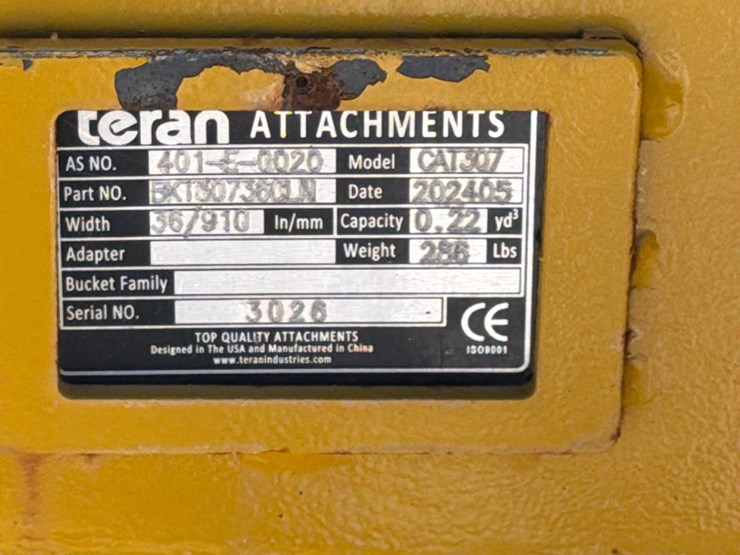 teran ATTACHMENTS
AS NO. 401-E-0020 Model CAT307
Part NO. BKT30736CLN Date 202405
Width 36/910 In/mm Capacity 0.22 yd³
Adapter Weight 286 Lbs
Bucket Family
Serial NO. 3026
CE
TOP QUALITY ATTACHMENTS
Designed in The USA and Manufactured in China ISO9001
www.teranindustries.com